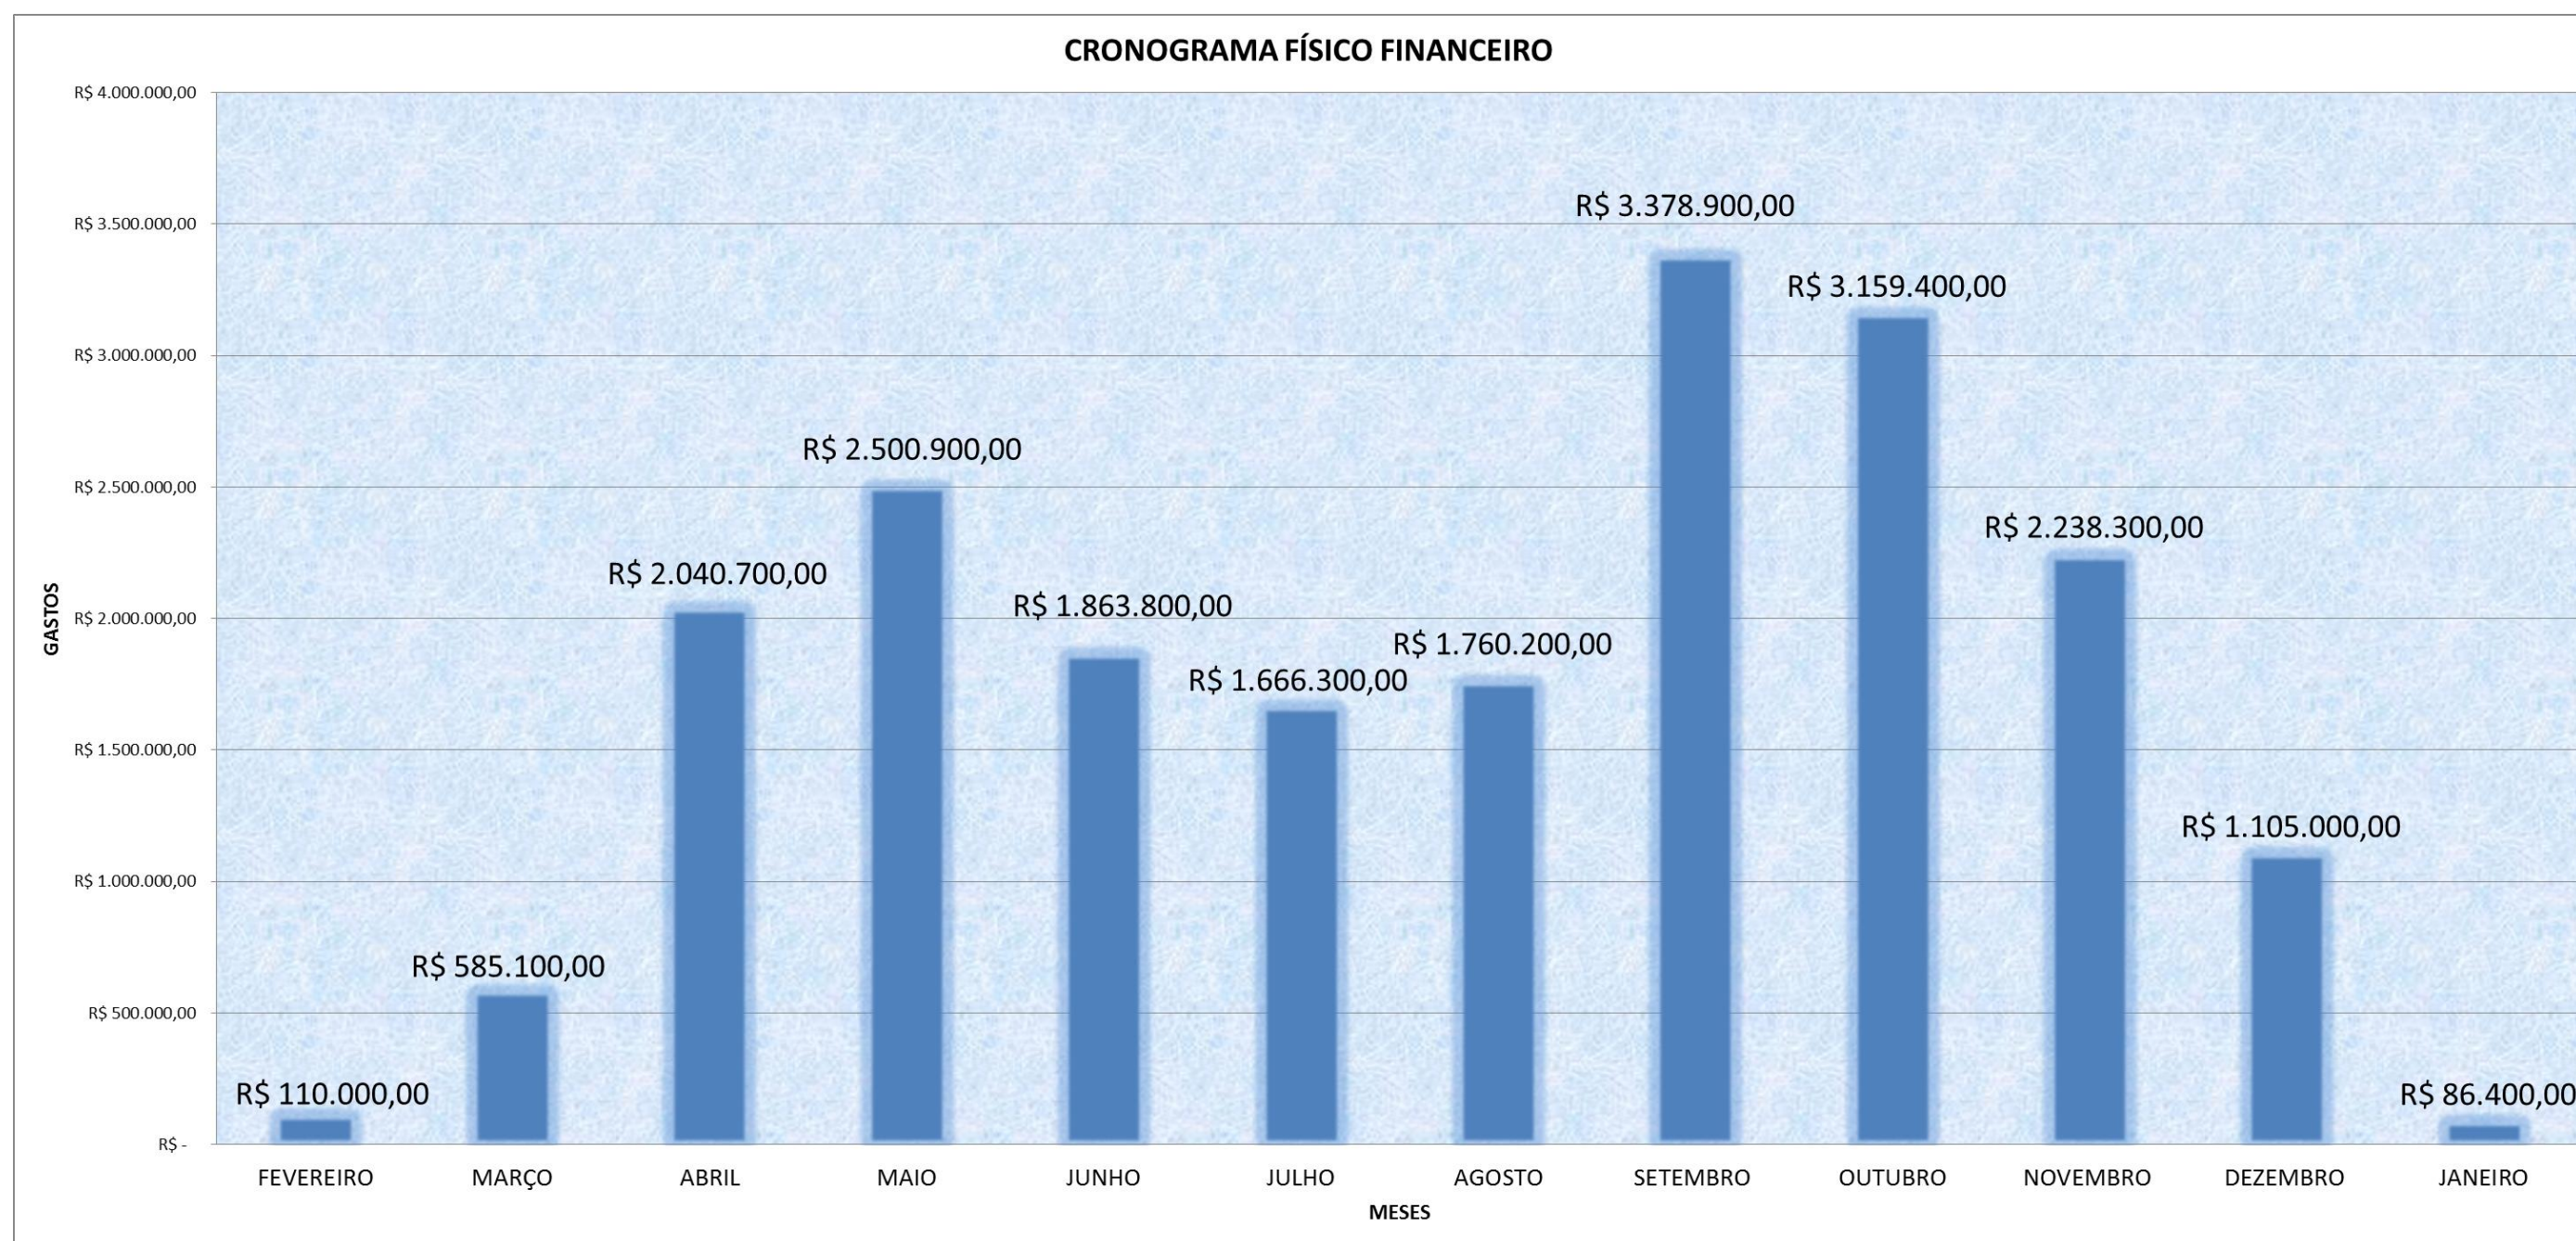 CRONOGRAMA FÍSICO FINANCEIRO
R$ 4.000.000,00
R$ 3.500.000,00
R$ 3.000.000,00
R$ 2.500.000,00
R$ 2.000.000,00
R$ 1.500.000,00
R$ 1.000.000,00
R$ 500.000,00
R$ -
GASTOS
R$ 110.000,00
R$ 585.100,00
R$ 2.040.700,00
R$ 2.500.900,00
R$ 1.863.800,00
R$ 1.666.300,00
R$ 1.760.200,00
R$ 3.378.900,00
R$ 3.159.400,00
R$ 2.238.300,00
R$ 1.105.000,00
R$ 86.400,00
FEVEREIRO MARÇO ABRIL MAIO JUNHO JULHO AGOSTO SETEMBRO OUTUBRO NOVEMBRO DEZEMBRO JANEIRO
MESES